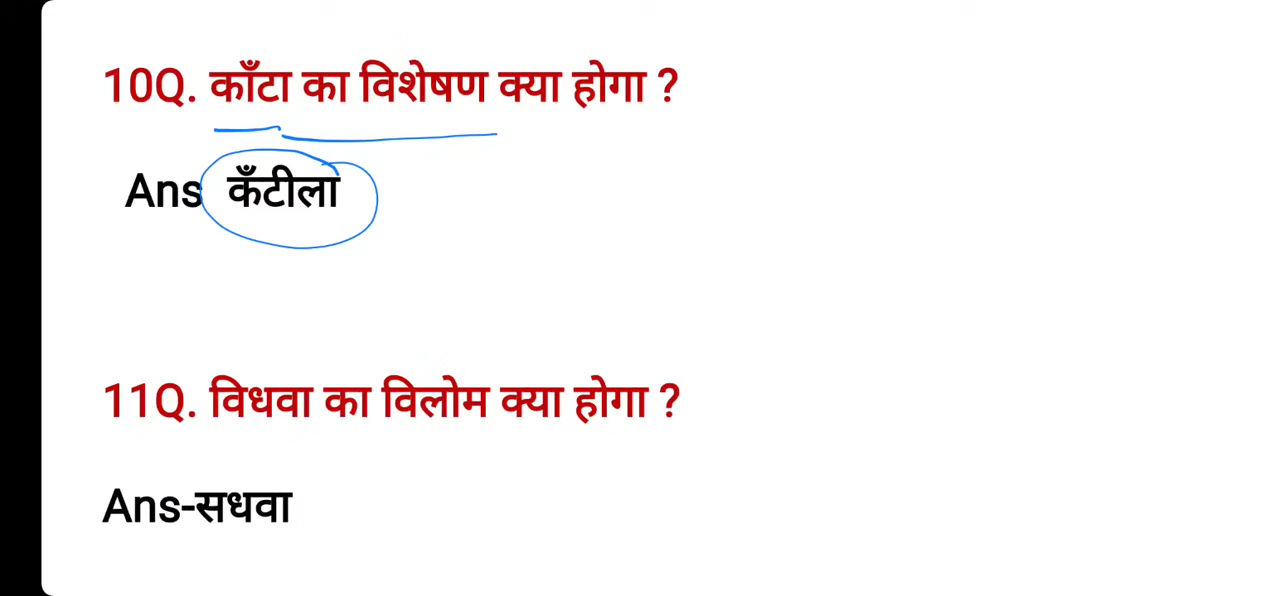 10Q. काँटा का विशेषण क्या होगा ?
Ans कँटीला
11Q. विधवा का विलोम क्या होगा ?
Ans-सधवा